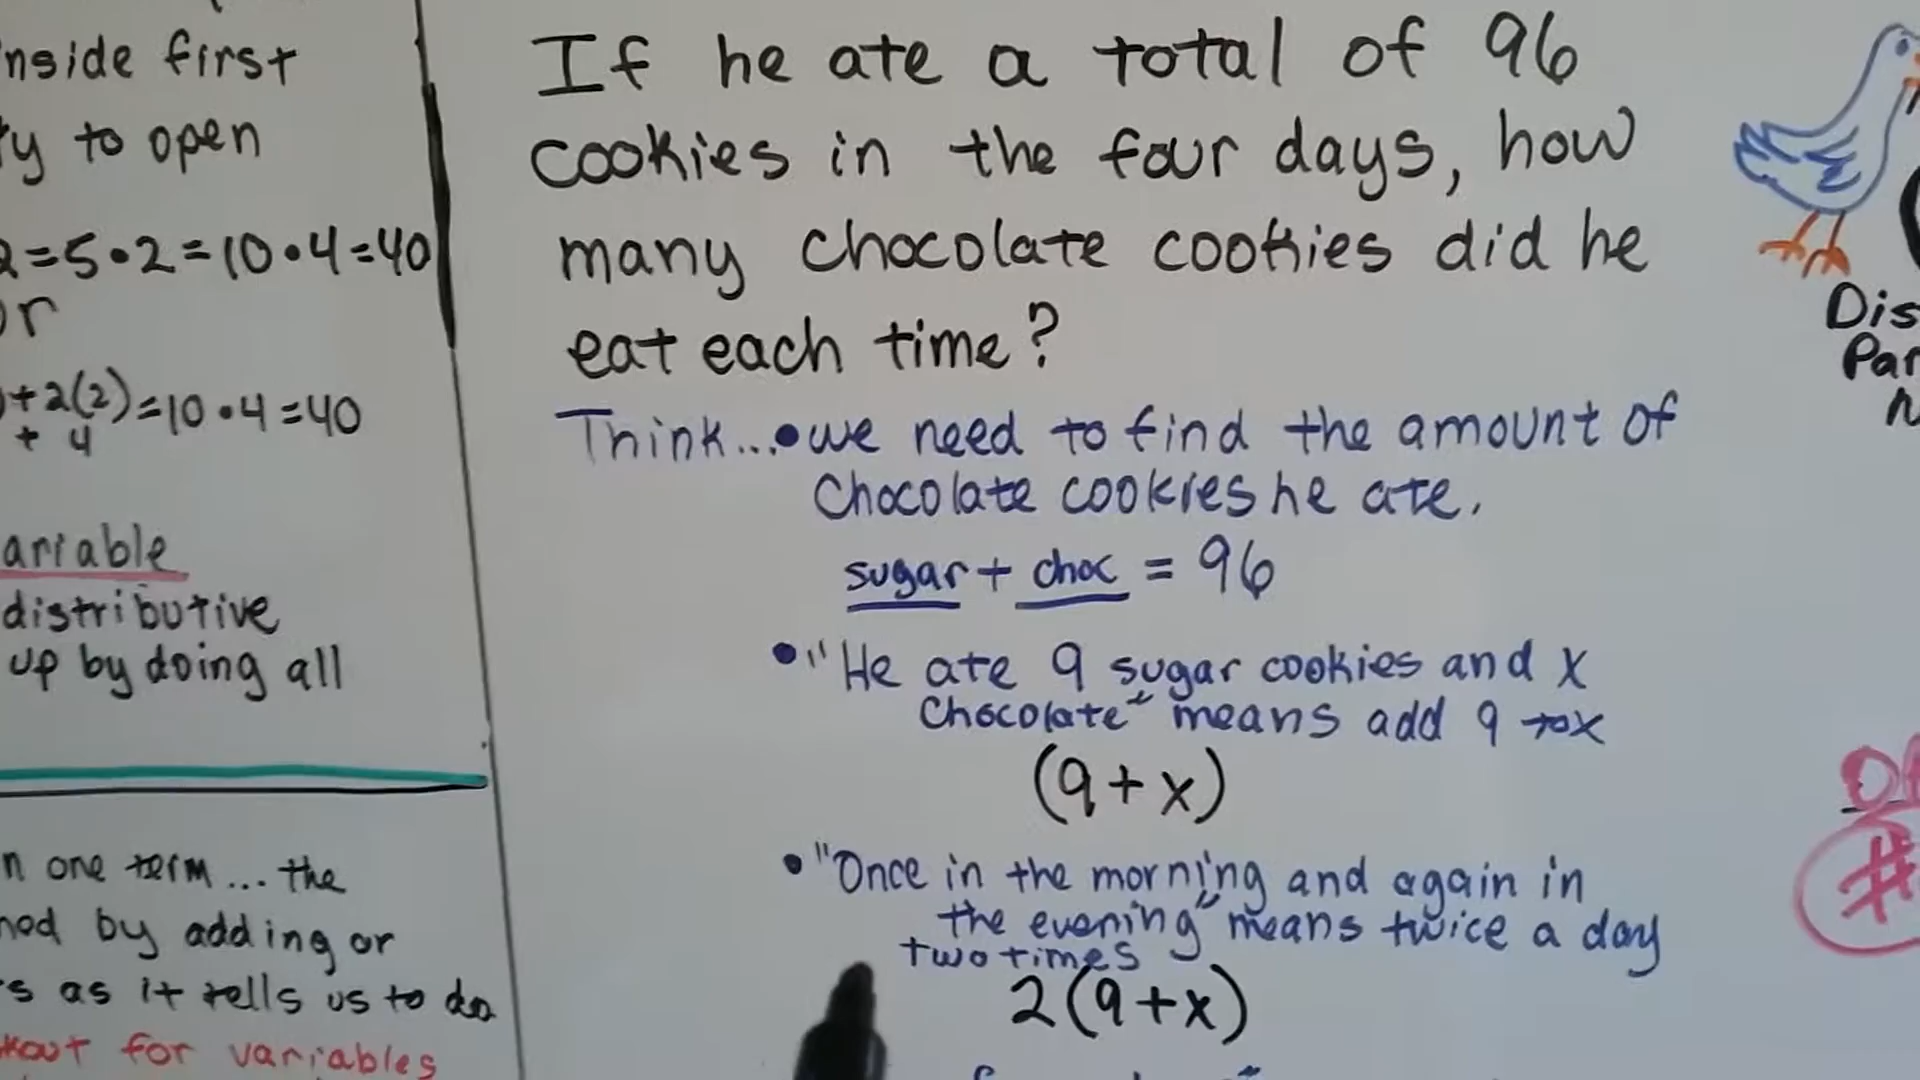 nside first
ty to open
2=5•2=10•4=40
or
)+2(2)=10•4=40
+ 4
ariable
distributive
up by doing all
n one term... the
hod by adding or
s as it tells us to do
kout for variables
If he ate a total of 96
cookies in the four days, how
many chocolate cookies did he
eat each time?
Think...•we need to find the amount of
chocolate cookies he ate.
sugar + choc = 96
•"He ate 9 sugar cookies and x
chocolate" means add 9 to x
(9+x)
•"Once in the morning and again in
the evening" means twice a day
two times
2(9+x)
Dis
Par
#